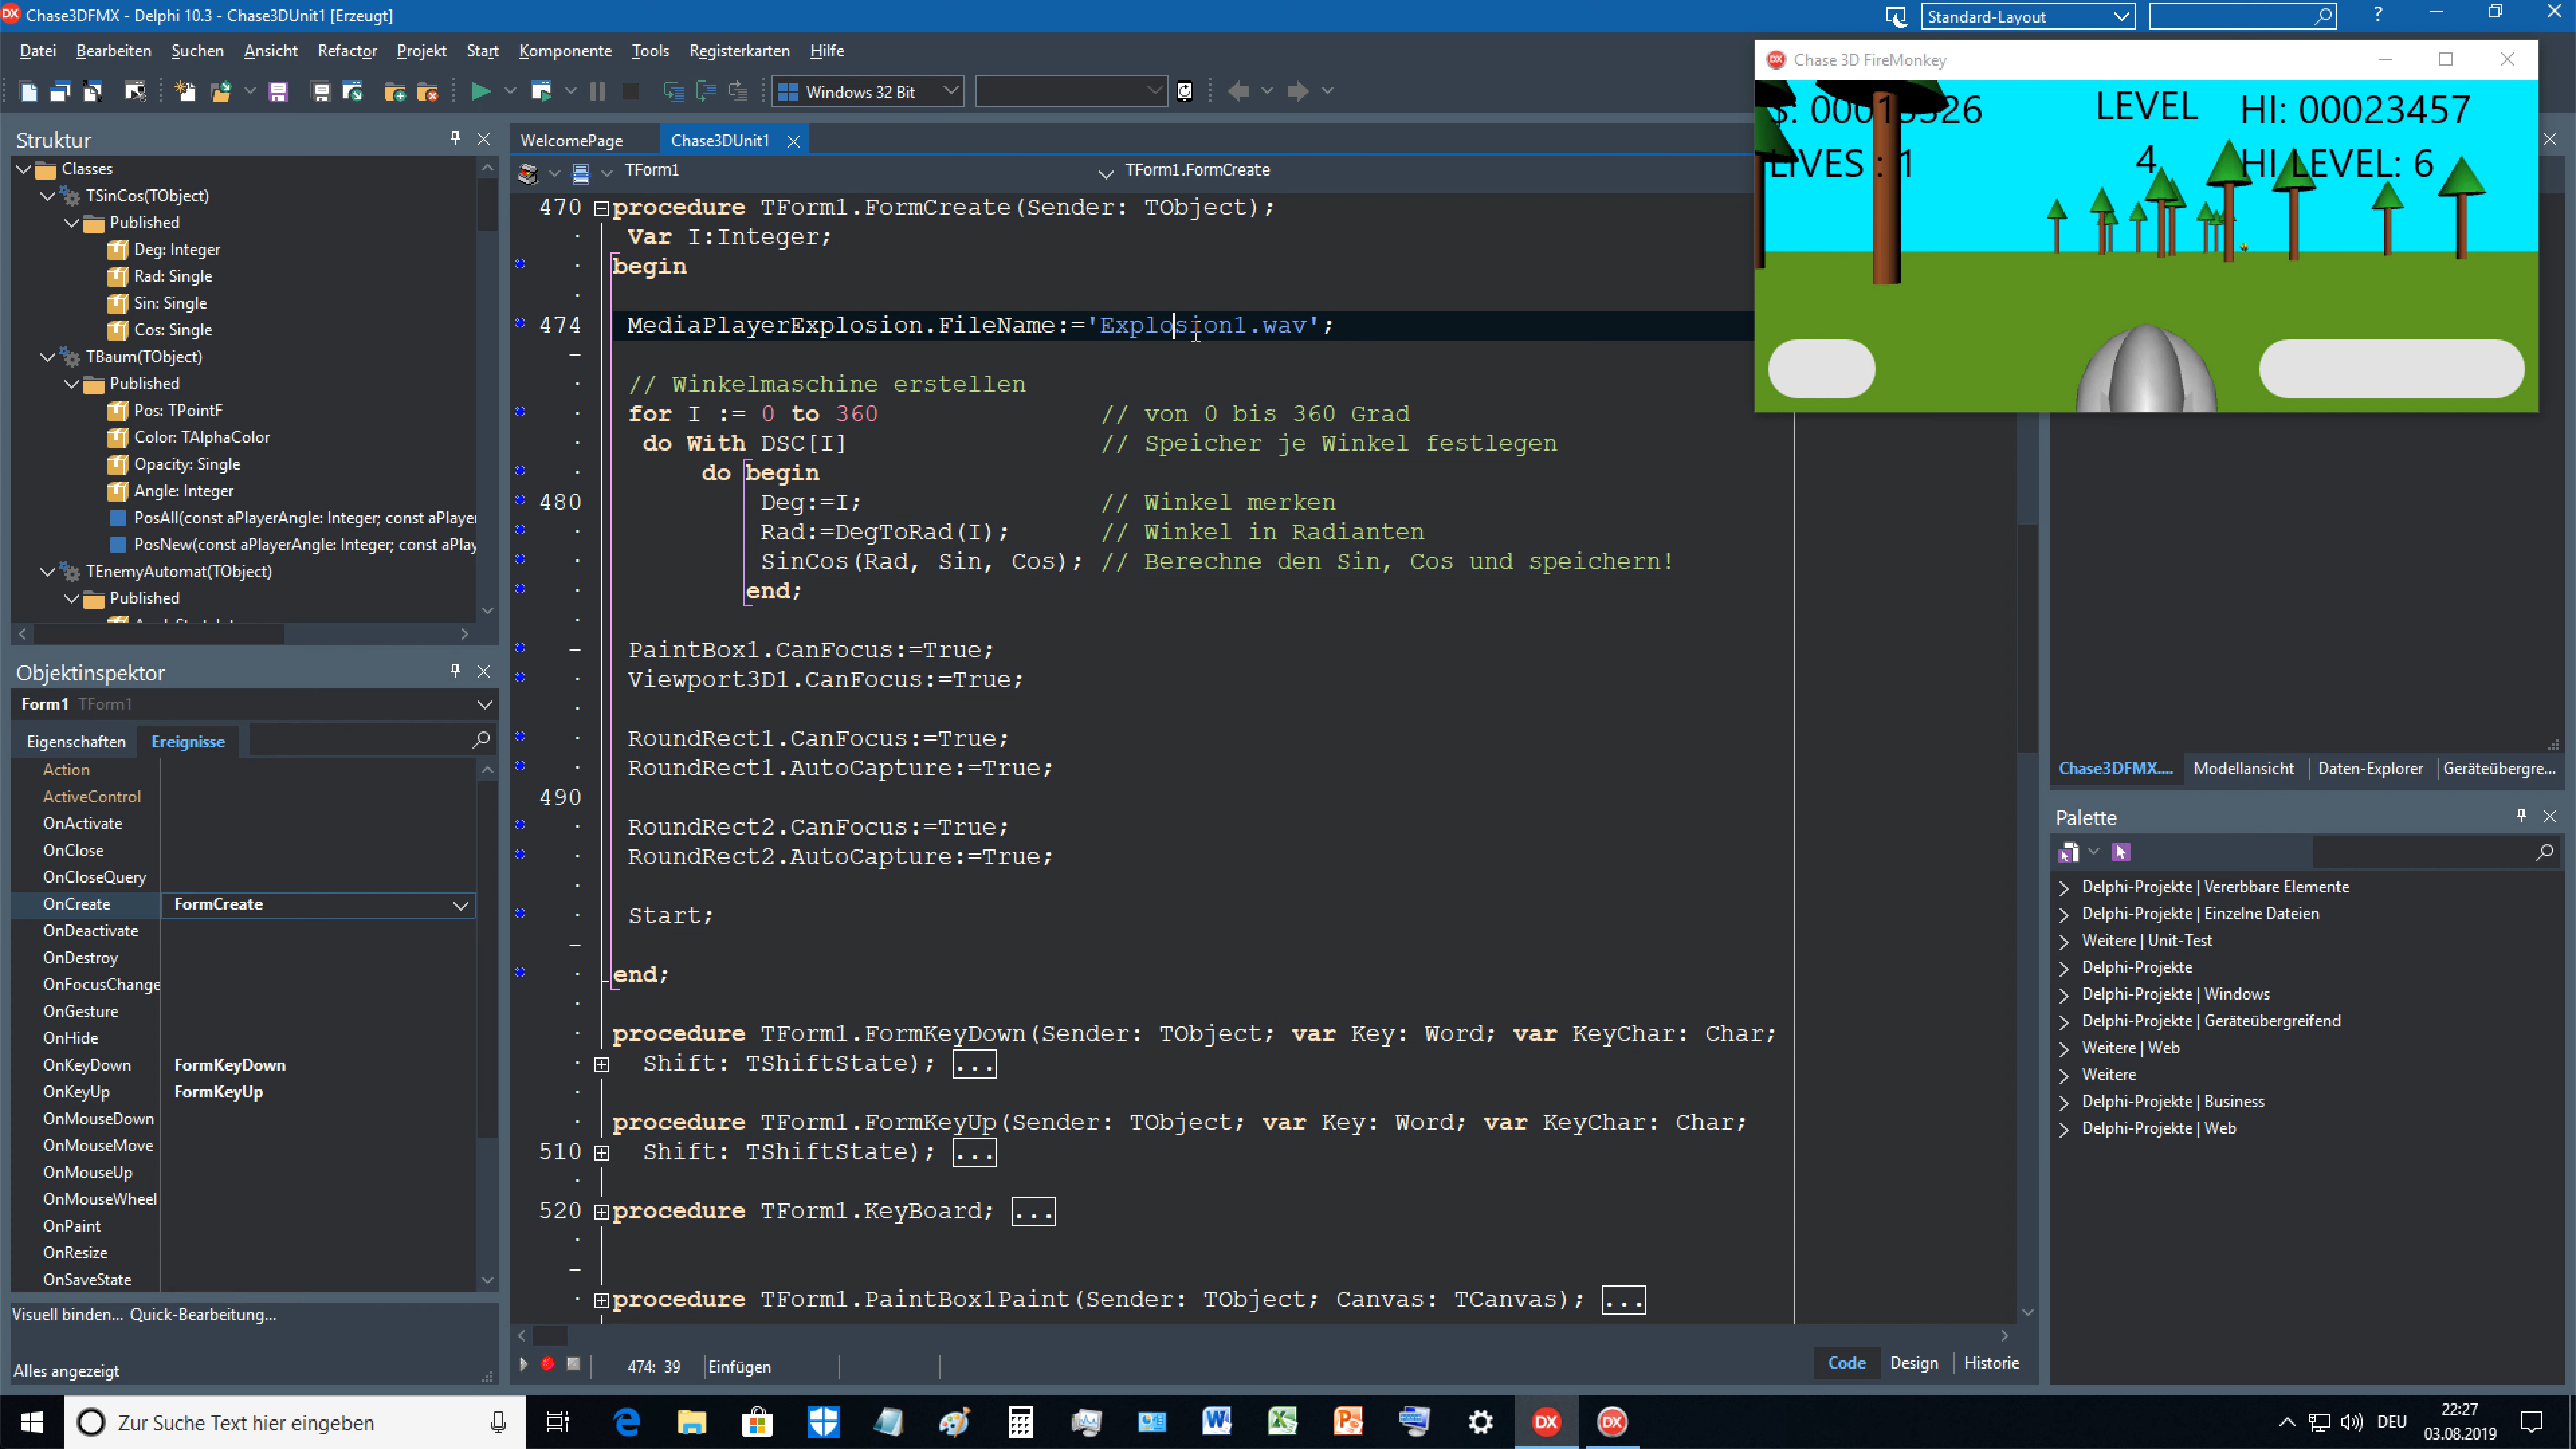 Chase3DFMX - Delphi 10.3 - Chase3DUnit1 [Erzeugt]
Standard-Layout
?
Datei Bearbeiten Suchen Ansicht Refactor Projekt Start Komponente Tools Registerkarten Hilfe
Windows 32 Bit
Chase 3D FireMonkey
LEVEL
HI: 00023457
LIVES : 1
4
HI LEVEL: 6
Struktur
Classes
TSinCos(TObject)
Published
Deg: Integer
Rad: Single
Sin: Single
Cos: Single
TBaum(TObject)
Published
Pos: TPointF
Color: TAlphaColor
Opacity: Single
Angle: Integer
PosAll(const aPlayerAngle: Integer; const aPlayer
PosNew(const aPlayerAngle: Integer; const aPlay
TEnemyAutomat(TObject)
Published
Objektinspektor
Form1 TForm1
Eigenschaften Ereignisse
Action
ActiveControl
OnActivate
OnClose
OnCloseQuery
OnCreate FormCreate
OnDeactivate
OnDestroy
OnFocusChange
OnGesture
OnHide
OnKeyDown FormKeyDown
OnKeyUp FormKeyUp
OnMouseDown
OnMouseMove
OnMouseUp
OnMouseWheel
OnPaint
OnResize
OnSaveState
Visuell binden... Quick-Bearbeitung...
Alles angezeigt
WelcomePage Chase3DUnit1
TForm1 TForm1.FormCreate
470 procedure TForm1.FormCreate(Sender: TObject);
Var I:Integer;
begin
474 MediaPlayerExplosion.FileName:='Explosion1.wav';
// Winkelmaschine erstellen
for I := 0 to 360 // von 0 bis 360 Grad
do With DSC[I] // Speicher je Winkel festlegen
do begin
480 Deg:=I; // Winkel merken
Rad:=DegToRad(I); // Winkel in Radianten
SinCos(Rad, Sin, Cos); // Berechne den Sin, Cos und speichern!
end;
PaintBox1.CanFocus:=True;
Viewport3D1.CanFocus:=True;
RoundRect1.CanFocus:=True;
RoundRect1.AutoCapture:=True;
490
RoundRect2.CanFocus:=True;
RoundRect2.AutoCapture:=True;
Start;
end;
procedure TForm1.FormKeyDown(Sender: TObject; var Key: Word; var KeyChar: Char;
Shift: TShiftState); ...
procedure TForm1.FormKeyUp(Sender: TObject; var Key: Word; var KeyChar: Char;
510 Shift: TShiftState); ...
520 procedure TForm1.KeyBoard; ...
procedure TForm1.PaintBox1Paint(Sender: TObject; Canvas: TCanvas); ...
474: 39 Einfügen
Code Design Historie
Chase3DFMX.... Modellansicht Daten-Explorer Geräteübergre...
Palette
Delphi-Projekte | Vererbbare Elemente
Delphi-Projekte | Einzelne Dateien
Weitere | Unit-Test
Delphi-Projekte
Delphi-Projekte | Windows
Delphi-Projekte | Geräteübergreifend
Weitere | Web
Weitere
Delphi-Projekte | Business
Delphi-Projekte | Web
Zur Suche Text hier eingeben
DEU
22:27
03.08.2019